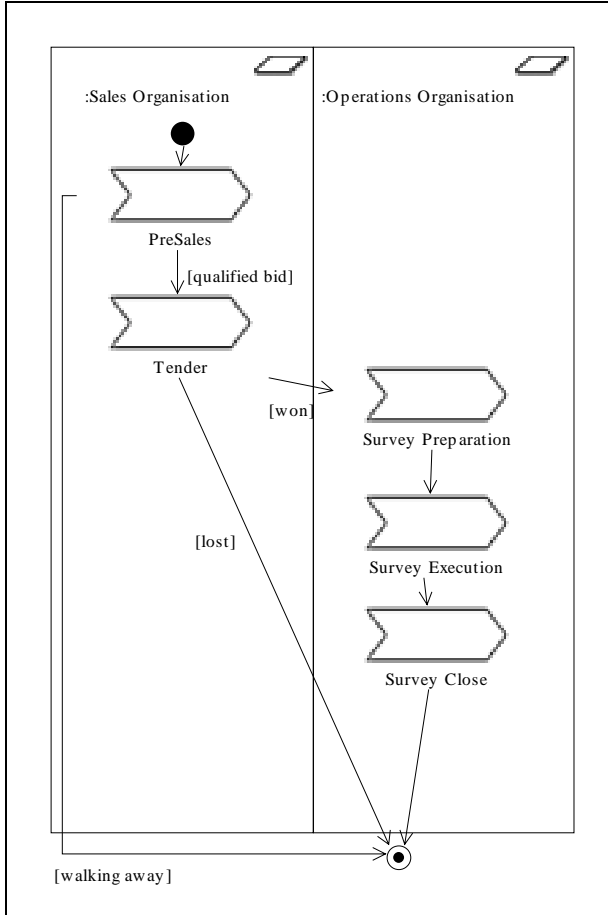 :Sales Organisation
:Operations Organisation
PreSales
[qualified bid]
Tender
[won]
Survey Preparation
[lost]
Survey Execution
Survey Close
[walking away]